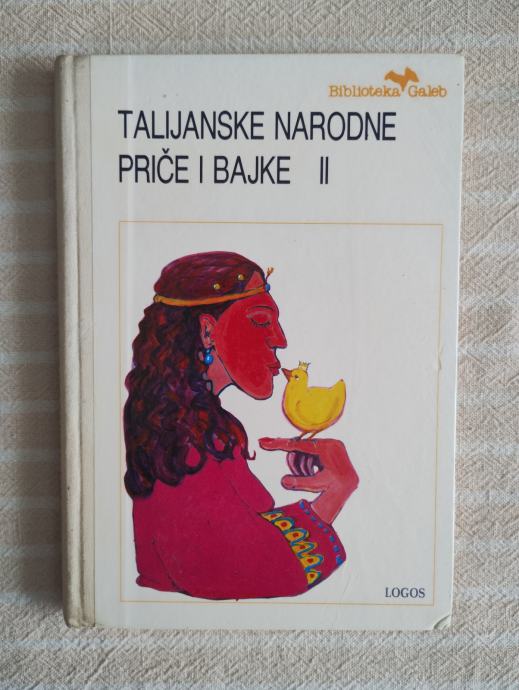 Biblioteka Galeb
TALIJANSKE NARODNE
PRIČE I BAJKE II
LOGOS